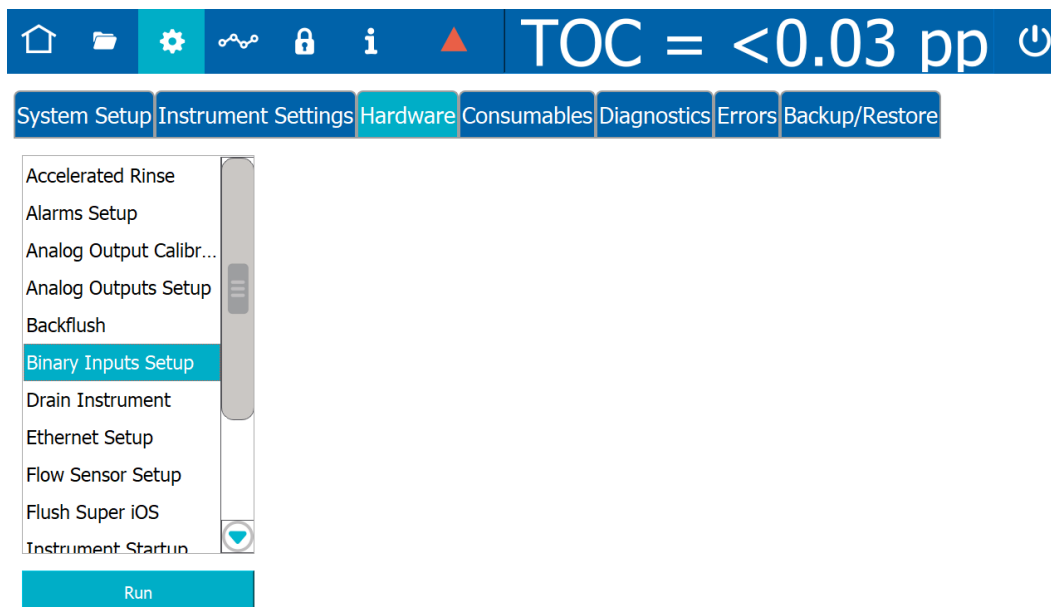 TOC = <0.03 pp
System Setup Instrument Settings Hardware Consumables Diagnostics Errors Backup/Restore
Accelerated Rinse
Alarms Setup
Analog Output Calibr...
Analog Outputs Setup
Backflush
Binary Inputs Setup
Drain Instrument
Ethernet Setup
Flow Sensor Setup
Flush Super iOS
Instrument Startup
Run